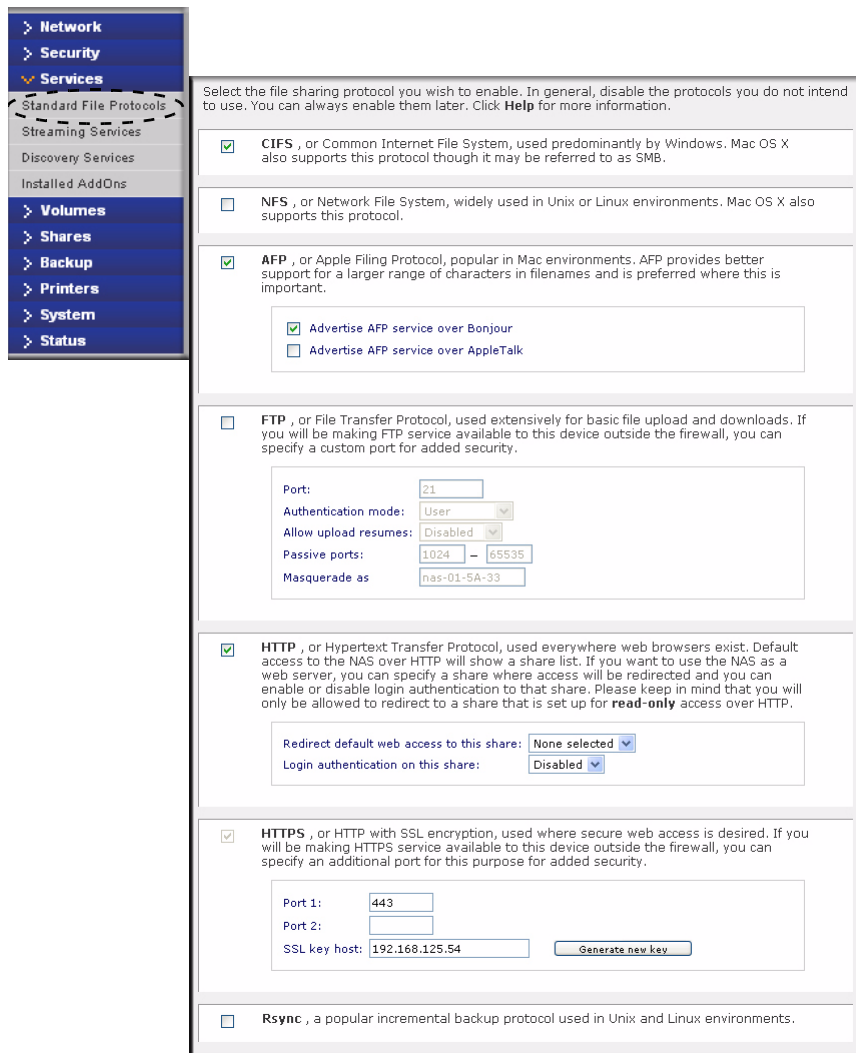 Network
Security
Services
Standard File Protocols
Streaming Services
Discovery Services
Installed AddOns
Volumes
Shares
Backup
Printers
System
Status
Select the file sharing protocol you wish to enable. In general, disable the protocols you do not intend
to use. You can always enable them later. Click Help for more information.
CIFS , or Common Internet File System, used predominantly by Windows. Mac OS X
also supports this protocol though it may be referred to as SMB.
NFS , or Network File System, widely used in Unix or Linux environments. Mac OS X also
supports this protocol.
AFP , or Apple Filing Protocol, popular in Mac environments. AFP provides better
support for a larger range of characters in filenames and is preferred where this is
important.
Advertise AFP service over Bonjour
Advertise AFP service over AppleTalk
FTP , or File Transfer Protocol, used extensively for basic file upload and downloads. If
you will be making FTP service available to this device outside the firewall, you can
specify a custom port for added security.
Port: 21
Authentication mode: User
Allow upload resumes: Disabled
Passive ports: 1024 – 65535
Masquerade as nas-01-5A-33
HTTP , or Hypertext Transfer Protocol, used everywhere web browsers exist. Default
access to the NAS over HTTP will show a share list. If you want to use the NAS as a
web server, you can specify a share where access will be redirected and you can
enable or disable login authentication to that share. Please keep in mind that you will
only be allowed to redirect to a share that is set up for read-only access over HTTP.
Redirect default web access to this share: None selected
Login authentication on this share: Disabled
HTTPS , or HTTP with SSL encryption, used where secure web access is desired. If you
will be making HTTPS service available to this device outside the firewall, you can
specify an additional port for this purpose for added security.
Port 1: 443
Port 2:
SSL key host: 192.168.125.54 Generate new key
Rsync , a popular incremental backup protocol used in Unix and Linux environments.